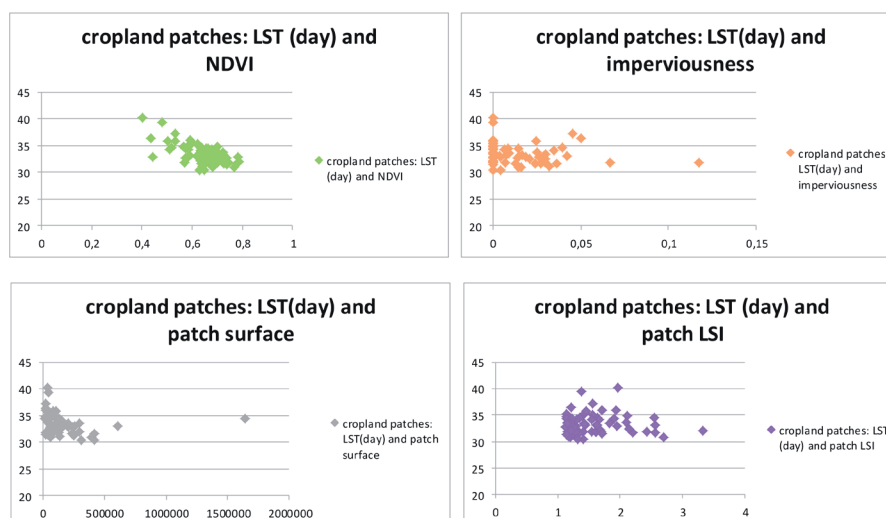 cropland patches: LST (day) and
NDVI
45
40
35
30
25
20
0
0,2
0,4
0,6
0,8
1
cropland patches: LST
(day) and NDVI
cropland patches: LST(day) and
imperviousness
45
40
35
30
25
20
0
0,05
0,1
0,15
cropland patches
LST(day) and
imperviousness
cropland patches: LST(day) and
patch surface
45
40
35
30
25
20
0
500000
1000000
1500000
2000000
cropland patches:
LST(day) and patch
surface
cropland patches: LST (day) and
patch LSI
45
40
35
30
25
20
0
1
2
3
4
cropland patches: LST
(day) and patch LSI